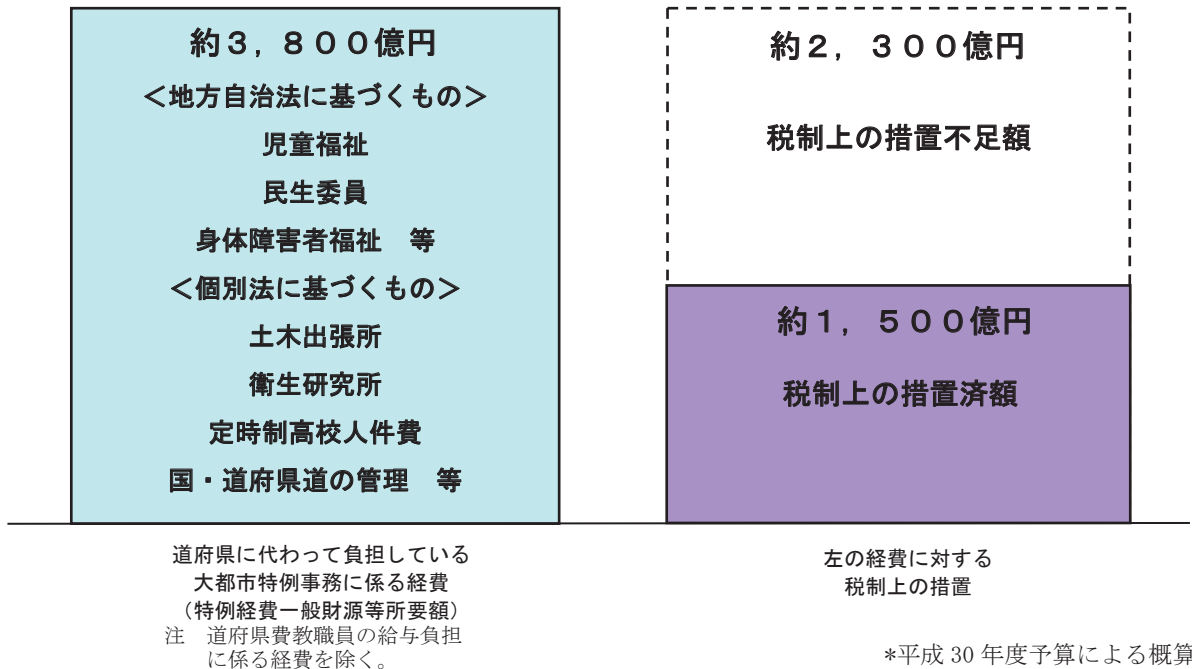 約３，８００億円
＜地方自治法に基づくもの＞
児童福祉
民生委員
身体障害者福祉　等
＜個別法に基づくもの＞
土木出張所
衛生研究所
定時制高校人件費
国・道府県道の管理　等
道府県に代わって負担している
大都市特例事務に係る経費
（特例経費一般財源等所要額）
注　道府県費教職員の給与負担
に係る経費を除く。
約２，３００億円
税制上の措置不足額
約１，５００億円
税制上の措置済額
左の経費に対する
税制上の措置
*平成 30 年度予算による概算